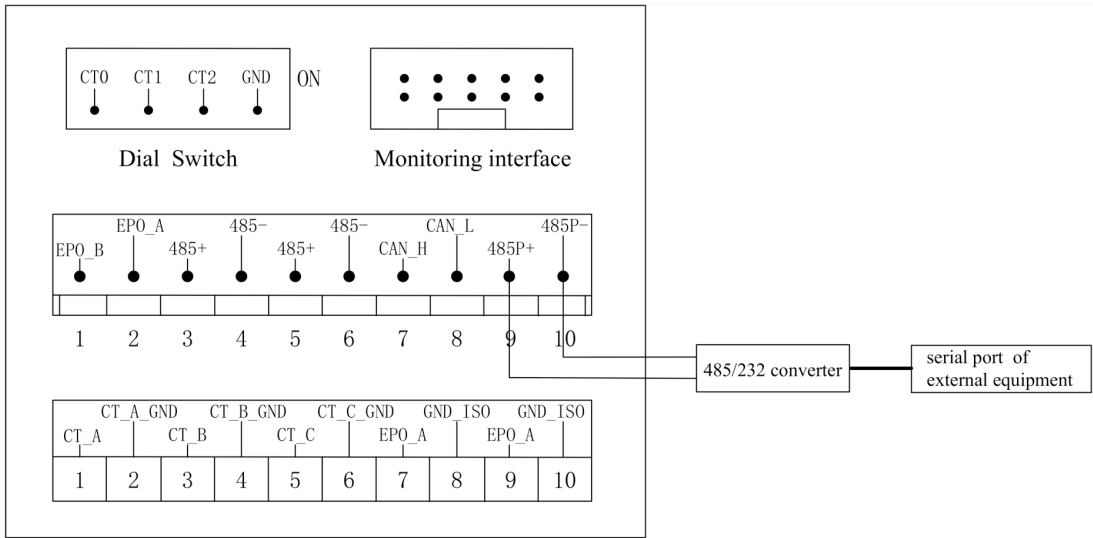 CT0 CT1 CT2 GND ON
Dial Switch
Monitoring interface
EPO_A 485- 485- CAN_L 485P-
EPO_B 485+ 485+ CAN_H 485P+
1 2 3 4 5 6 7 8 9 10
485/232 converter
serial port of
external equipment
CT_A_GND CT_B_GND CT_C_GND GND_ISO GND_ISO
CT_A CT_B CT_C EPO_A EPO_A
1 2 3 4 5 6 7 8 9 10